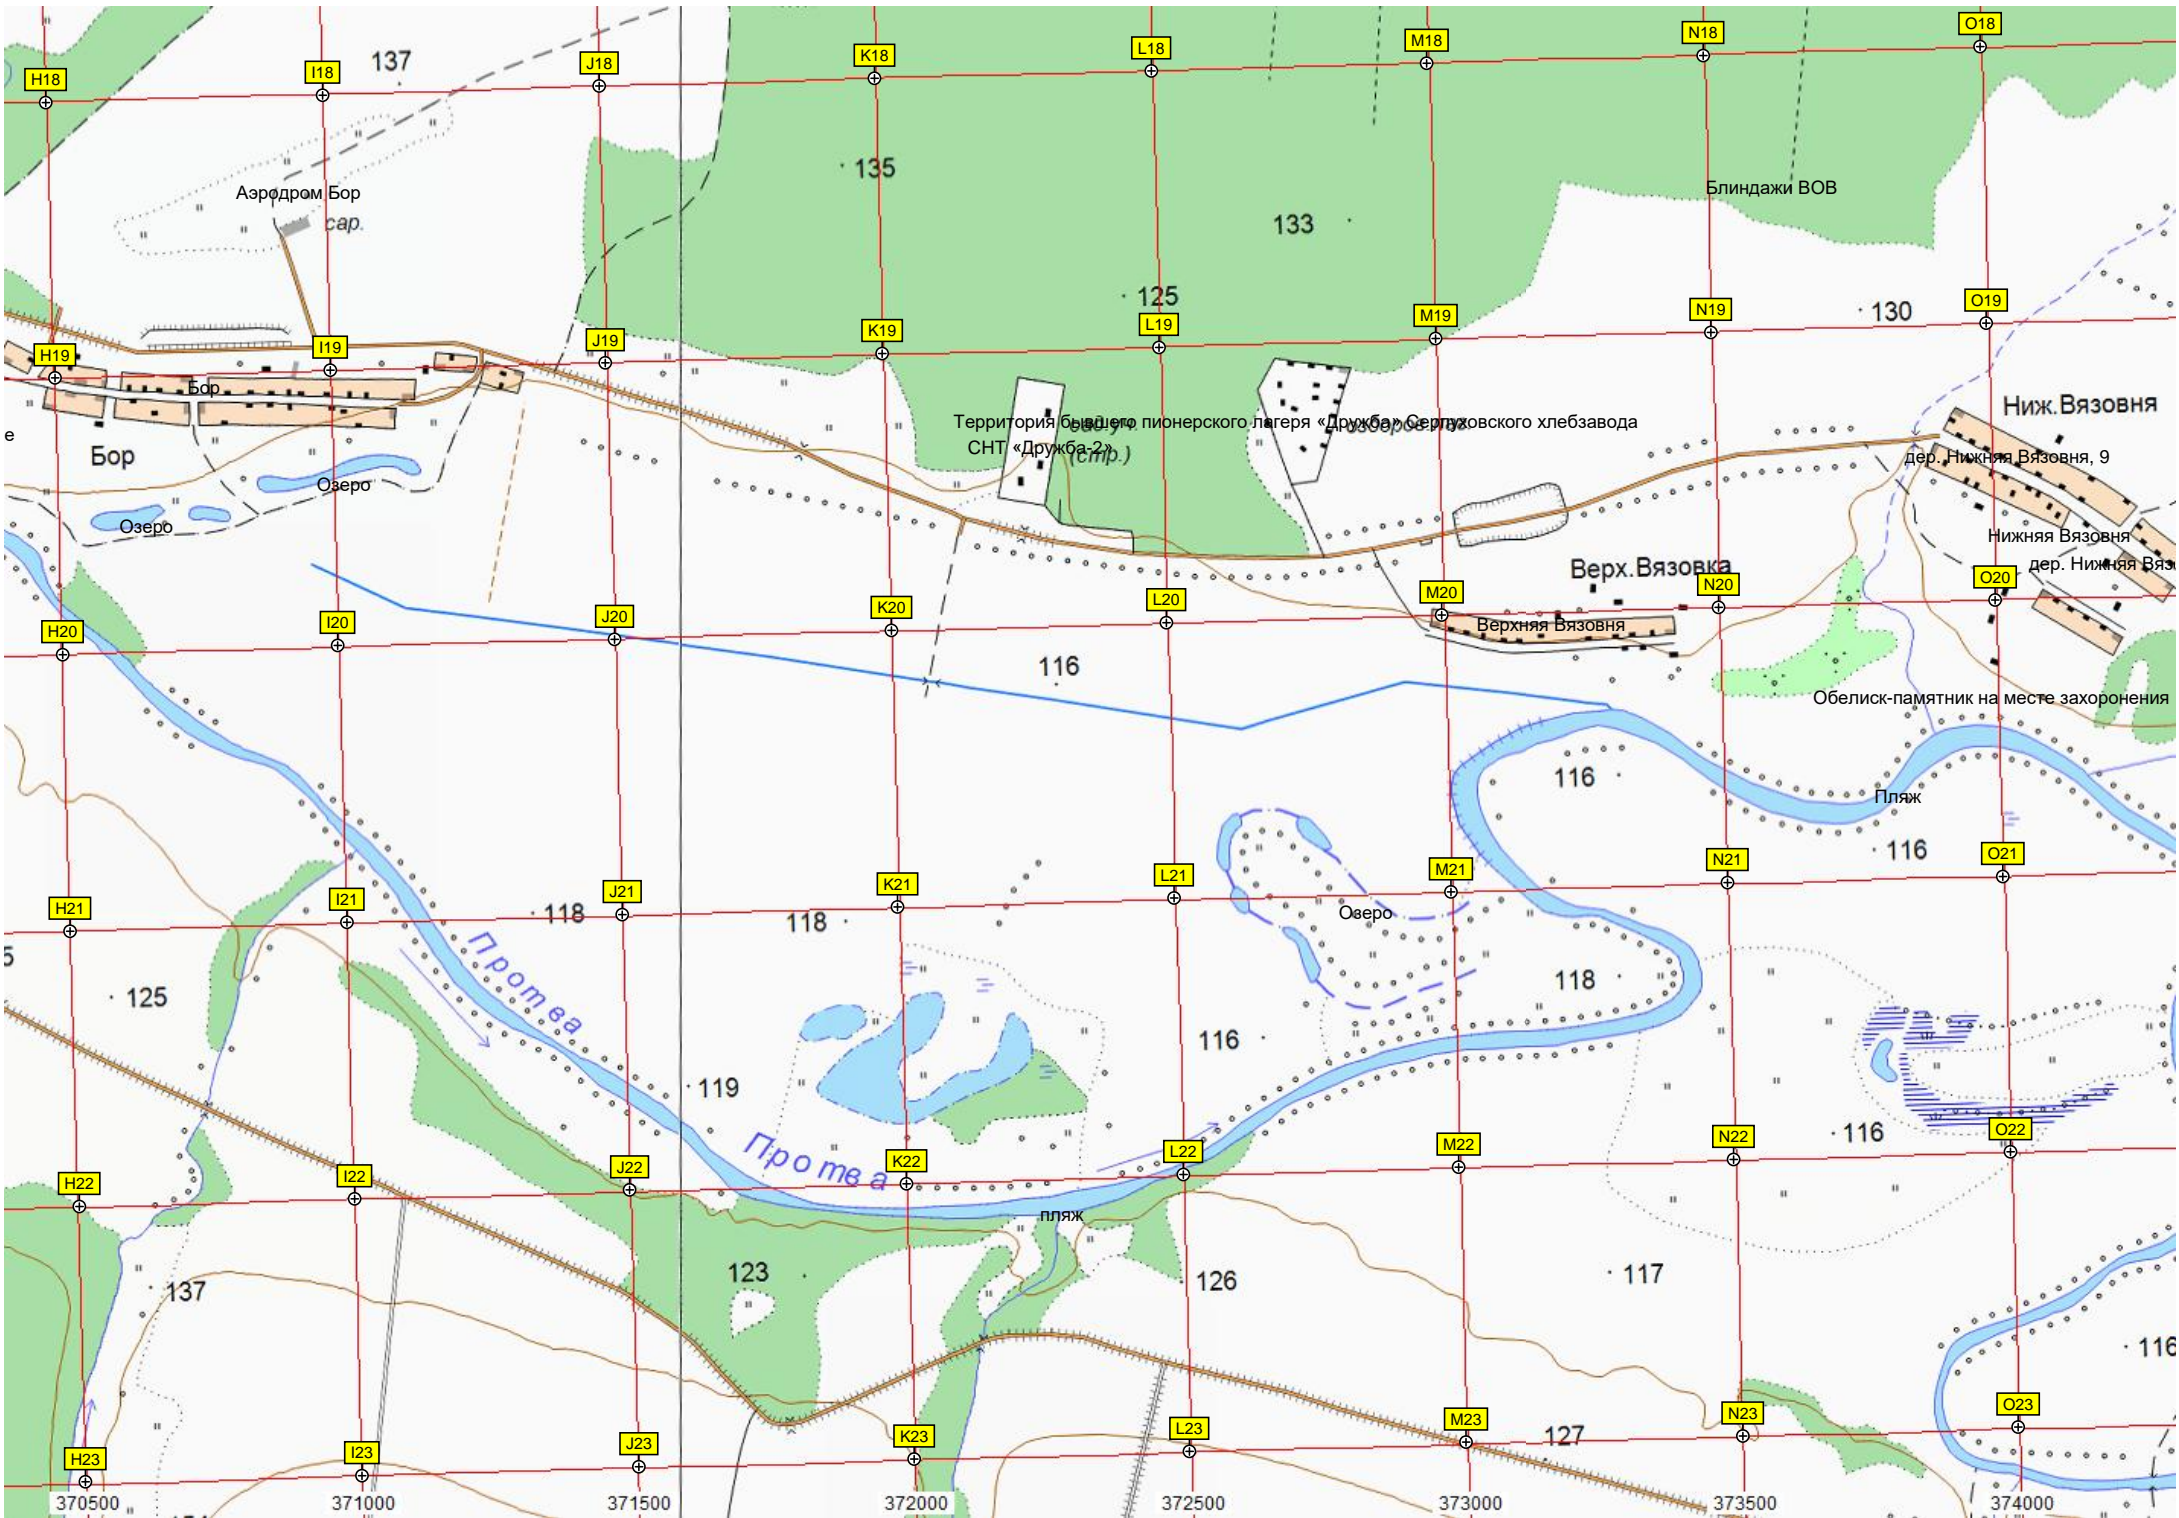 H18
I18
137
J18
K18
L18
M18
N18
O18
135
Аэродром Бор
сар.
133
Блиндажи ВОВ
125
130
H19
I19
J19
K19
L19
M19
N19
O19
Бор
Ниж.Вязовня
Территория бывшего пионерского лагеря «Дружба» Серпуховского хлебзавода
СНТ «Дружба-2»
(стр.)
е
Бор
дер. Нижняя Вязовня, 9
Озеро
Озеро
Нижняя Вязовня
дер. Нижняя Вяз
Верх.Вязовка
H20
I20
J20
K20
L20
M20
N20
O20
Верхняя Вязовня
116
Обелиск-памятник на месте захоронения
116
Пляж
116
H21
I21
J21
K21
L21
M21
N21
O21
118
118
Озеро
Протва
5
125
118
116
119
116
Протва
H22
I22
J22
K22
L22
M22
N22
O22
пляж
137
123
126
117
116
H23
I23
J23
K23
L23
M23
N23
O23
127
370500
371000
371500
372000
372500
373000
373500
374000